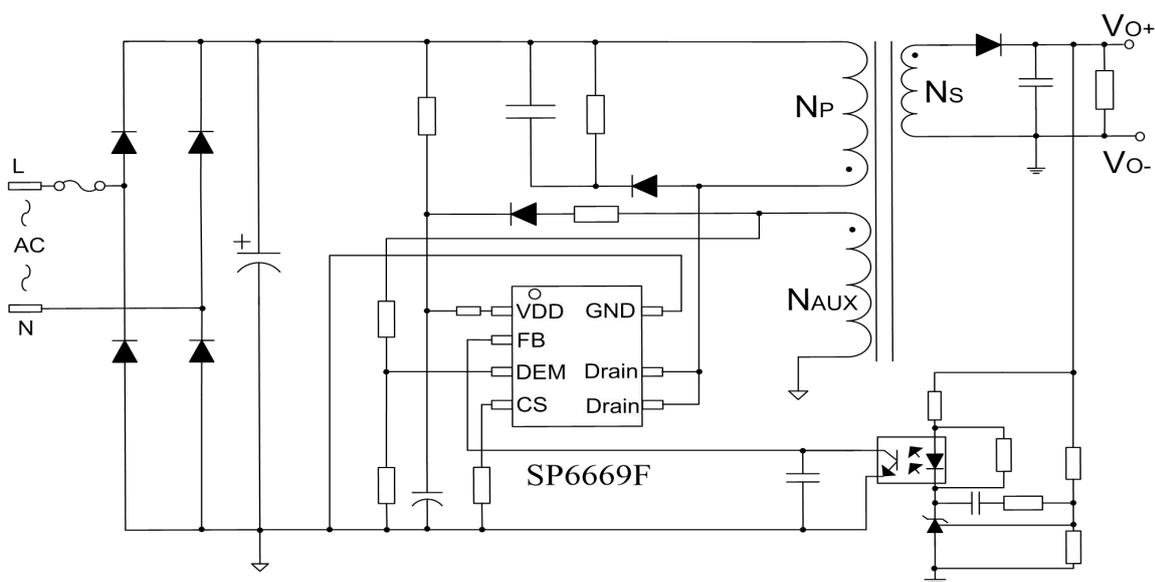 VO+
NP
NS
VO-
L
AC
N
+
NAUX
VDD
GND
FB
DEM
Drain
CS
Drain
SP6669F